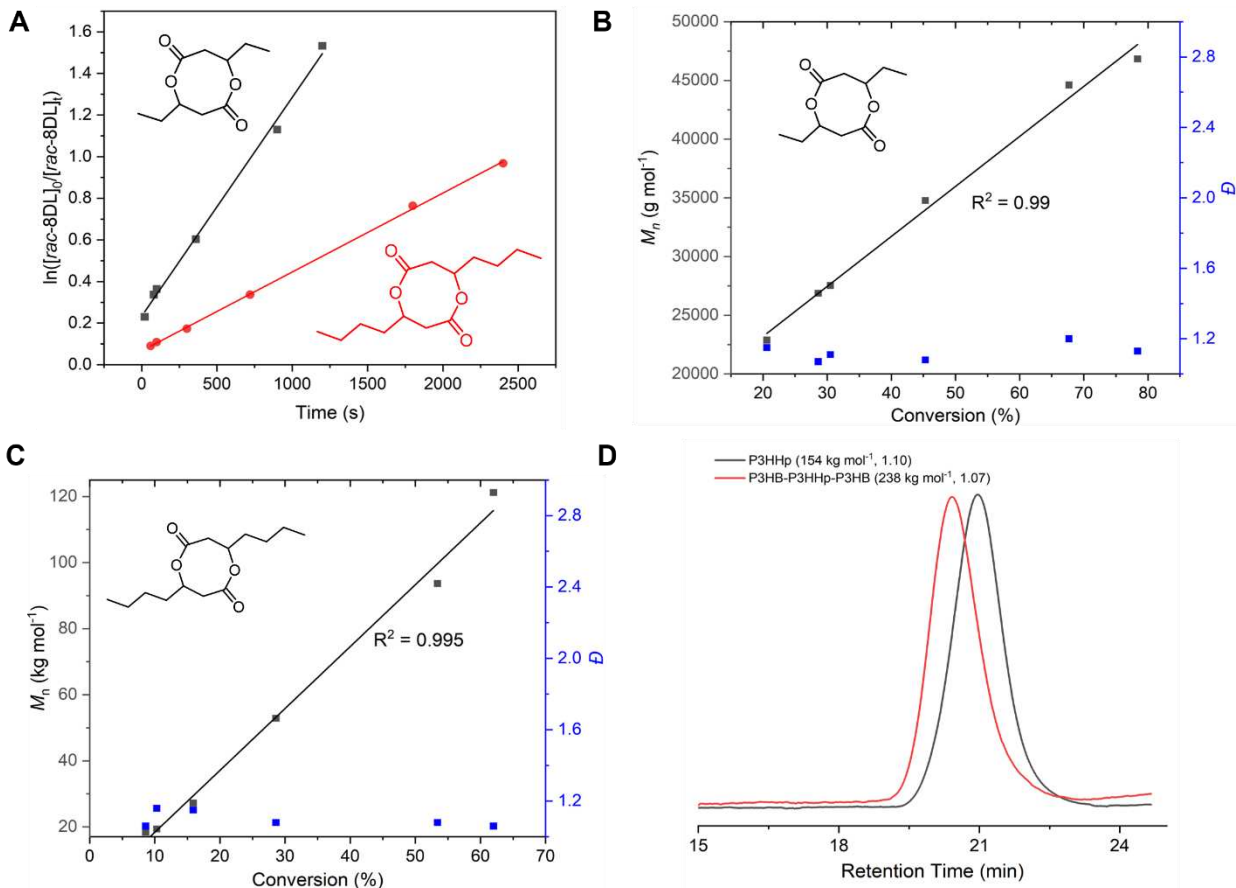 A
ln([rac-8DL]0/[rac-8DL]t)
1.6
1.4
1.2
1.0
0.8
0.6
0.4
0.2
0.0
O
O
O
O
O
O
O
O
0
500
1000
1500
2000
2500
Time (s)
B
Mn (g mol-1)
50000
45000
40000
35000
30000
25000
20000
O
O
O
O
R2 = 0.99
2.8
2.4
2.0
1.6
1.2
Đ
20
30
40
50
60
70
80
Conversion (%)
C
Mn (kg mol-1)
120
100
80
60
40
20
O
O
O
O
R2 = 0.995
2.8
2.4
2.0
1.6
1.2
Đ
0
10
20
30
40
50
60
70
Conversion (%)
D
P3HHp (154 kg mol-1, 1.10)
P3HB-P3HHp-P3HB (238 kg mol-1, 1.07)
15
18
21
24
Retention Time (min)